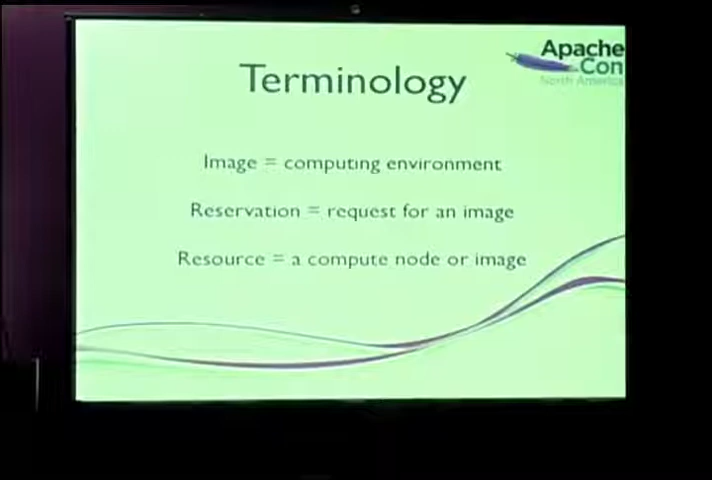 Apache
Con
North America
Terminology
Image = computing environment
Reservation = request for an image
Resource = a compute node or image